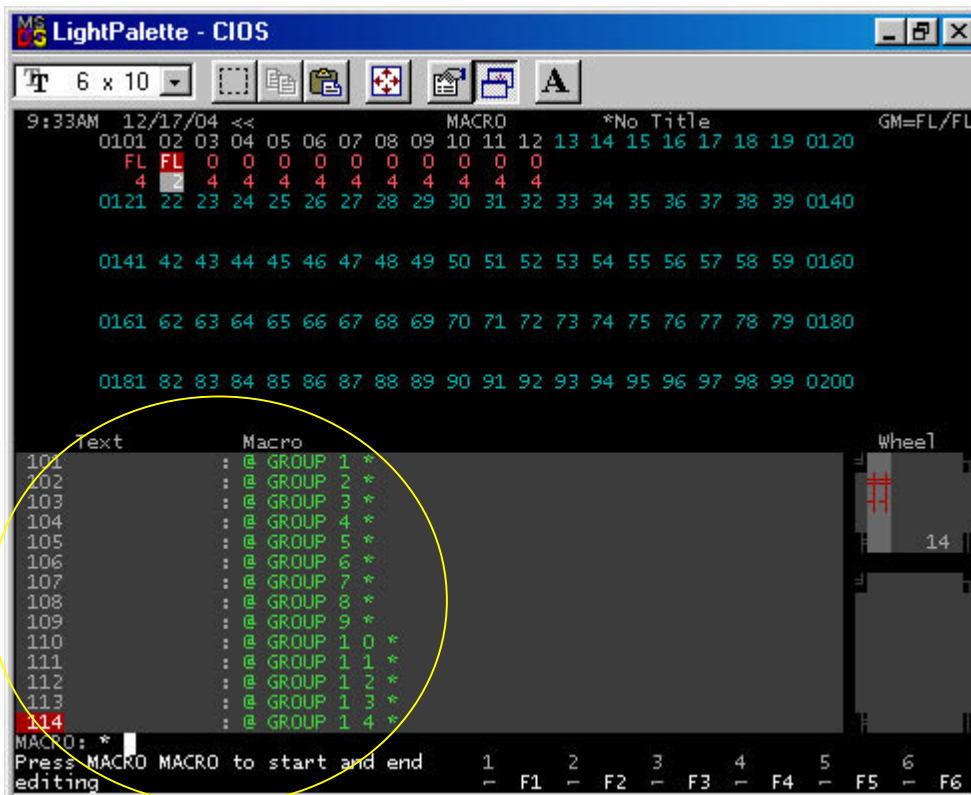 LightPalette - CIOS
6 x 10
A
9:33AM 12/17/04 << MACRO *No Title GM=FL/FL
0101 02 03 04 05 06 07 08 09 10 11 12 13 14 15 16 17 18 19 0120
FL FL 0 0 0 0 0 0 0 0 0 0
4 2 4 4 4 4 4 4 4 4 4 4
0121 22 23 24 25 26 27 28 29 30 31 32 33 34 35 36 37 38 39 0140
0141 42 43 44 45 46 47 48 49 50 51 52 53 54 55 56 57 58 59 0160
0161 62 63 64 65 66 67 68 69 70 71 72 73 74 75 76 77 78 79 0180
0181 82 83 84 85 86 87 88 89 90 91 92 93 94 95 96 97 98 99 0200
Text Macro Wheel
101 : @ GROUP 1 *
102 : @ GROUP 2 *
103 : @ GROUP 3 *
104 : @ GROUP 4 *
105 : @ GROUP 5 * 14
106 : @ GROUP 6 *
107 : @ GROUP 7 *
108 : @ GROUP 8 *
109 : @ GROUP 9 *
110 : @ GROUP 1 0 *
111 : @ GROUP 1 1 *
112 : @ GROUP 1 2 *
113 : @ GROUP 1 3 *
114 : @ GROUP 1 4 *
MACRO: *
Press MACRO MACRO to start and end 1 2 3 4 5 6
editing - F1 - F2 - F3 - F4 - F5 - F6